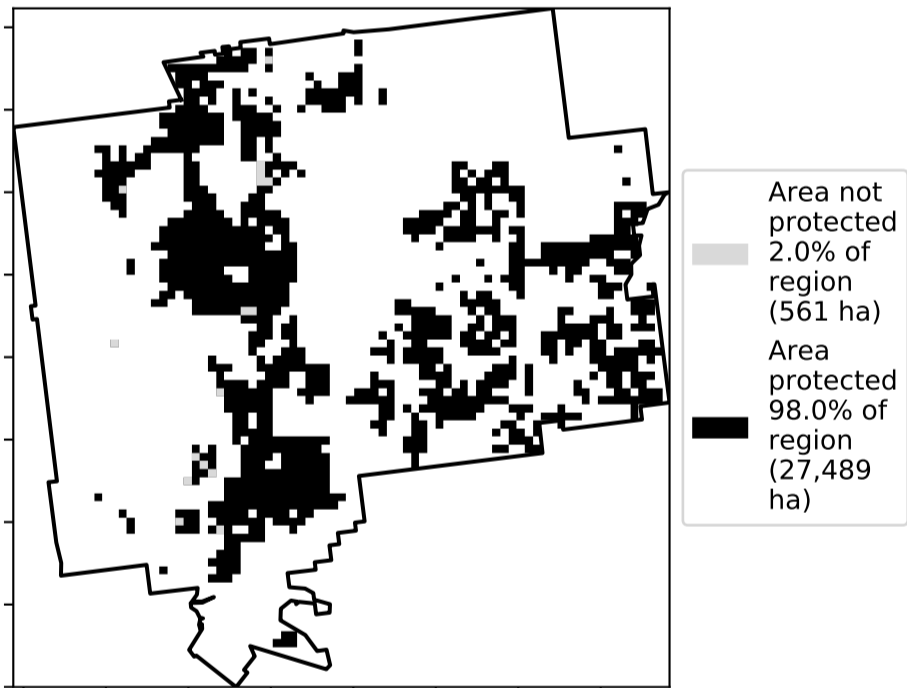 Area not
protected
2.0% of
region
(561 ha)
Area
protected
98.0% of
region
(27,489
ha)